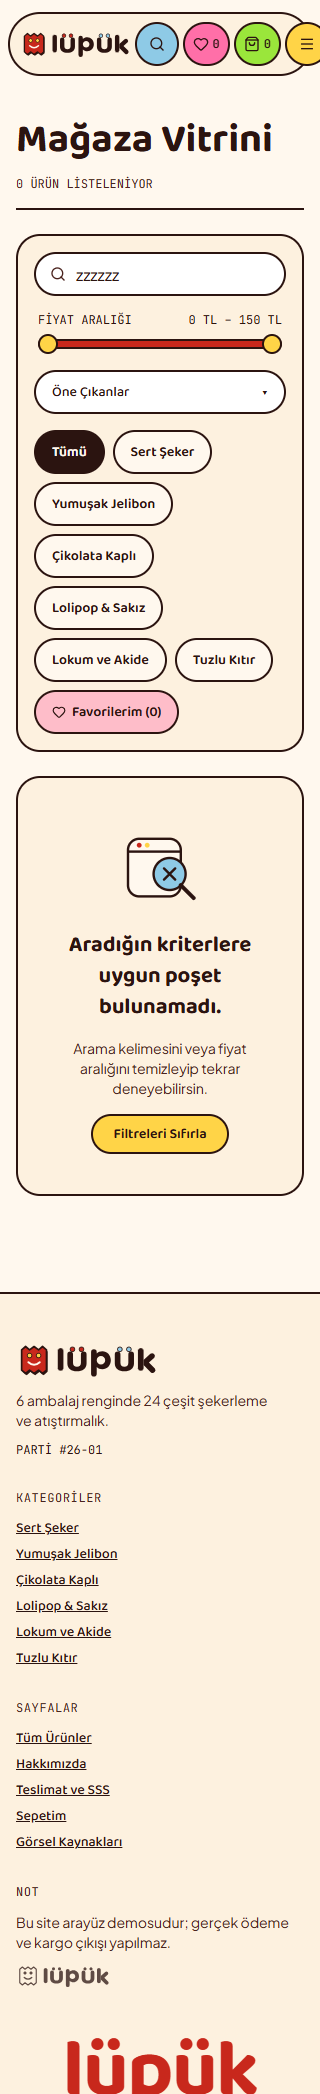 lüpük 0 0
Mağaza Vitrini
0 ÜRÜN LİSTELENİYOR
zzzzzz
FİYAT ARALIĞI 0 TL – 150 TL
Öne Çıkanlar
Tümü Sert Şeker
Yumuşak Jelibon
Çikolata Kaplı
Lolipop & Sakız
Lokum ve Akide Tuzlu Kıtır
Favorilerim (0)
Aradığın kriterlere
uygun poşet
bulunamadı.
Arama kelimesini veya fiyat
aralığını temizleyip tekrar
deneyebilirsin.
Filtreleri Sıfırla
lüpük
6 ambalaj renginde 24 çeşit şekerleme
ve atıştırmalık.
PARTİ #26-01
KATEGORİLER
Sert Şeker
Yumuşak Jelibon
Çikolata Kaplı
Lolipop & Sakız
Lokum ve Akide
Tuzlu Kıtır
SAYFALAR
Tüm Ürünler
Hakkımızda
Teslimat ve SSS
Sepetim
Görsel Kaynakları
NOT
Bu site arayüz demosudur; gerçek ödeme
ve kargo çıkışı yapılmaz.
lüpük
lüpük